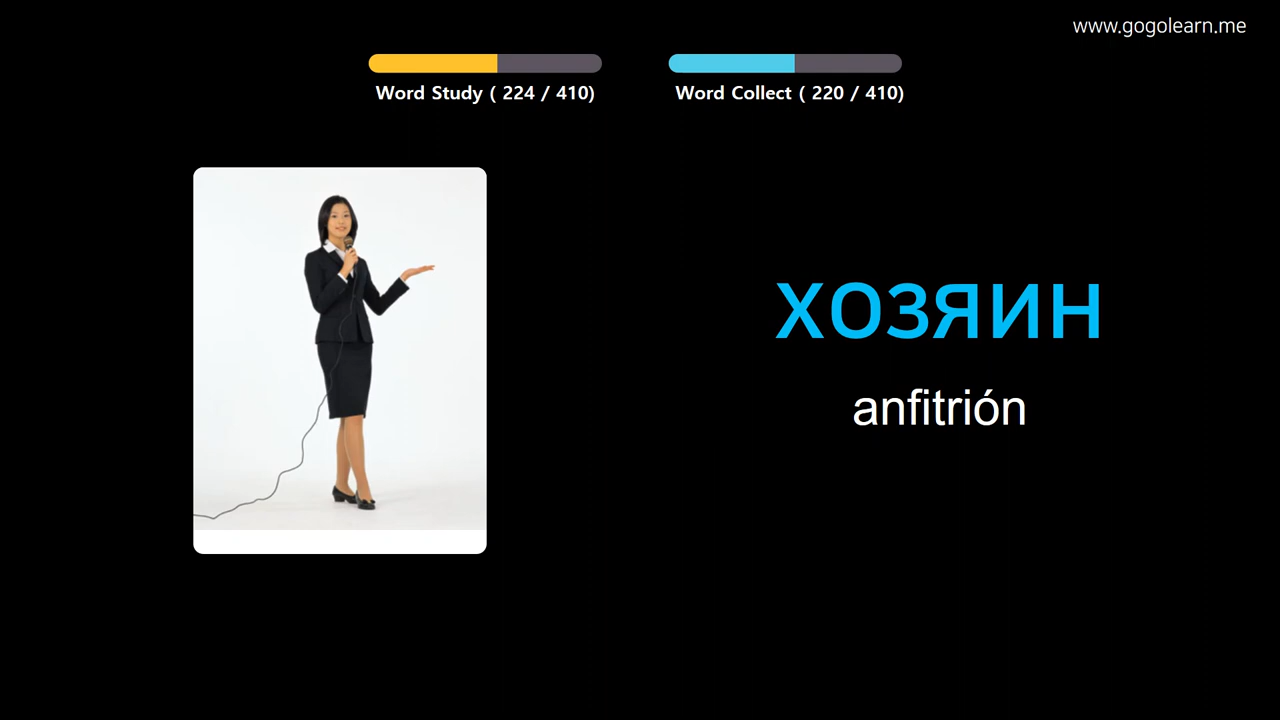 www.gogolearn.me
Word Study ( 224 / 410)
Word Collect ( 220 / 410)
хозяин
anfitrión